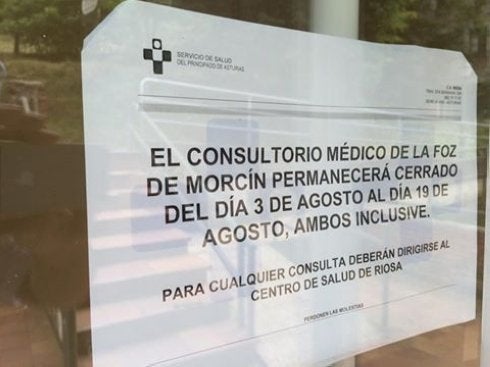 SERVICIO DE SALUD
DEL PRINCIPADO DE ASTURIAS
EL CONSULTORIO MÉDICO DE LA FOZ
DE MORCÍN PERMANECERÁ CERRADO
DEL DÍA 3 DE AGOSTO AL DÍA 19 DE
AGOSTO, AMBOS INCLUSIVE.
PARA CUALQUIER CONSULTA DEBERÁN DIRIGIRSE AL
CENTRO DE SALUD DE RIOSA
PERDONEN LAS MOLESTIAS